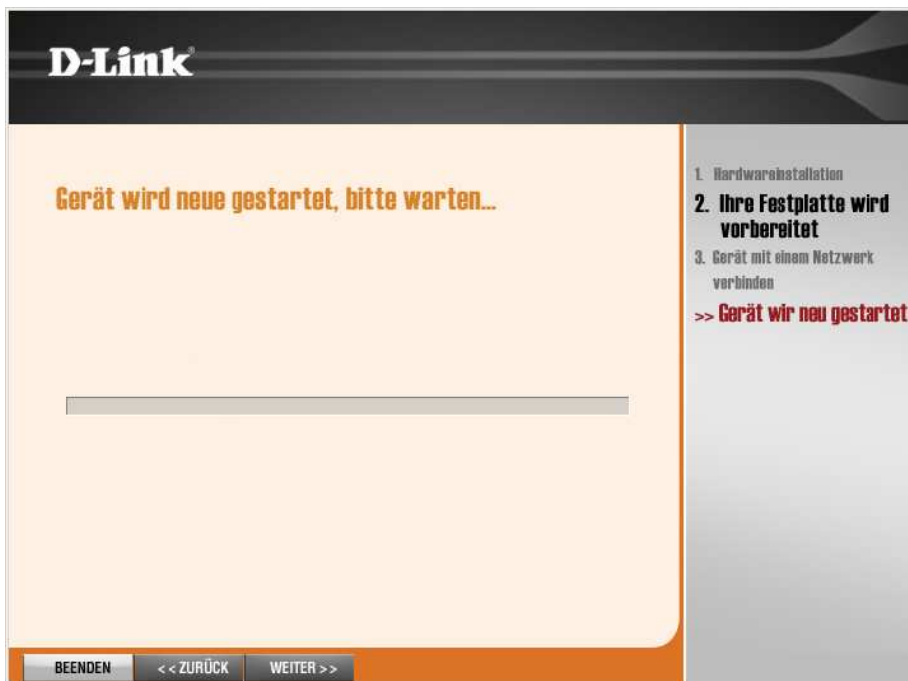 D-Link®
Gerät wird neue gestartet, bitte warten...
1. Hardwareinstallation
2. Ihre Festplatte wird
vorbereitet
3. Gerät mit einem Netzwerk
verbinden
>> Gerät wir neu gestartet
BEENDEN
<< ZURÜCK
WEITER >>